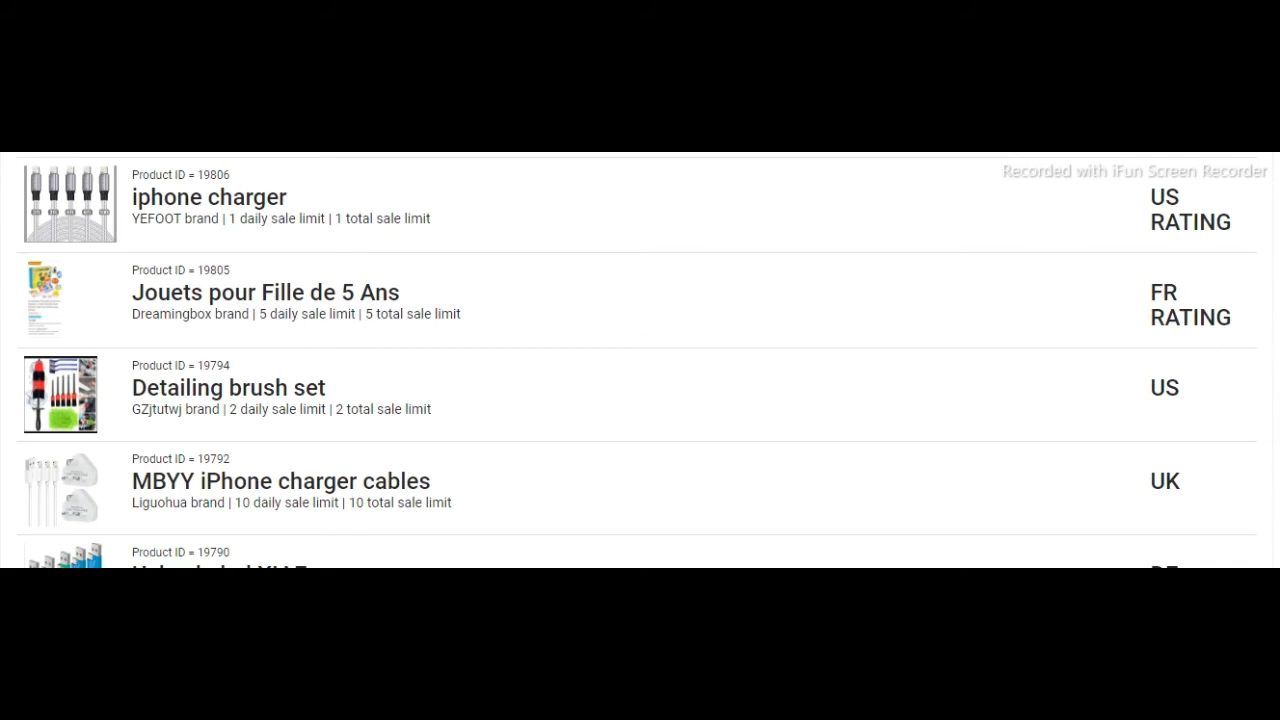 Recorded with iFun Screen Recorder
Product ID = 19806
iphone charger
YEFOOT brand | 1 daily sale limit | 1 total sale limit
US
RATING
Product ID = 19805
Jouets pour Fille de 5 Ans
Dreamingbox brand | 5 daily sale limit | 5 total sale limit
FR
RATING
Product ID = 19794
Detailing brush set
GZjtutwj brand | 2 daily sale limit | 2 total sale limit
US
Product ID = 19792
MBYY iPhone charger cables
Liguohua brand | 10 daily sale limit | 10 total sale limit
UK
Product ID = 19790